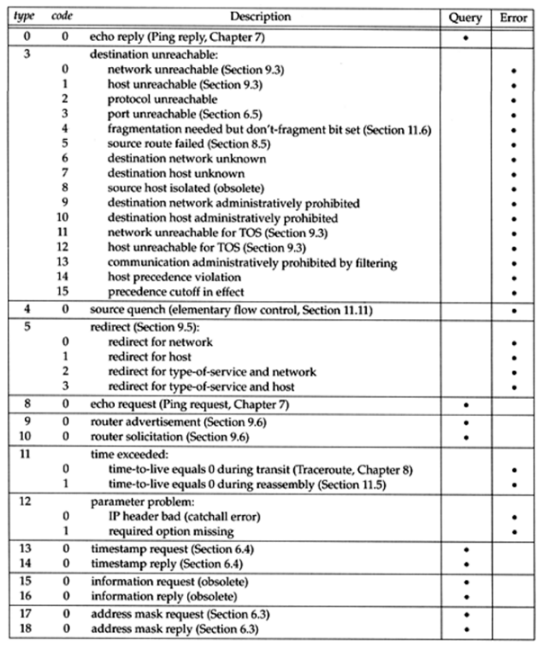 type code Description Query Error
0 0 echo reply (Ping reply, Chapter 7) •
3 destination unreachable:
0 network unreachable (Section 9.3) •
1 host unreachable (Section 9.3) •
2 protocol unreachable •
3 port unreachable (Section 6.5) •
4 fragmentation needed but don't-fragment bit set (Section 11.6) •
5 source route failed (Section 8.5) •
6 destination network unknown •
7 destination host unknown •
8 source host isolated (obsolete) •
9 destination network administratively prohibited •
10 destination host administratively prohibited •
11 network unreachable for TOS (Section 9.3) •
12 host unreachable for TOS (Section 9.3) •
13 communication administratively prohibited by filtering •
14 host precedence violation •
15 precedence cutoff in effect •
4 0 source quench (elementary flow control, Section 11.11) •
5 redirect (Section 9.5):
0 redirect for network •
1 redirect for host •
2 redirect for type-of-service and network •
3 redirect for type-of-service and host •
8 0 echo request (Ping request, Chapter 7) •
9 0 router advertisement (Section 9.6) •
10 0 router solicitation (Section 9.6) •
11 time exceeded:
0 time-to-live equals 0 during transit (Traceroute, Chapter 8) •
1 time-to-live equals 0 during reassembly (Section 11.5) •
12 parameter problem:
0 IP header bad (catchall error) •
1 required option missing •
13 0 timestamp request (Section 6.4) •
14 0 timestamp reply (Section 6.4) •
15 0 information request (obsolete) •
16 0 information reply (obsolete) •
17 0 address mask request (Section 6.3) •
18 0 address mask reply (Section 6.3) •